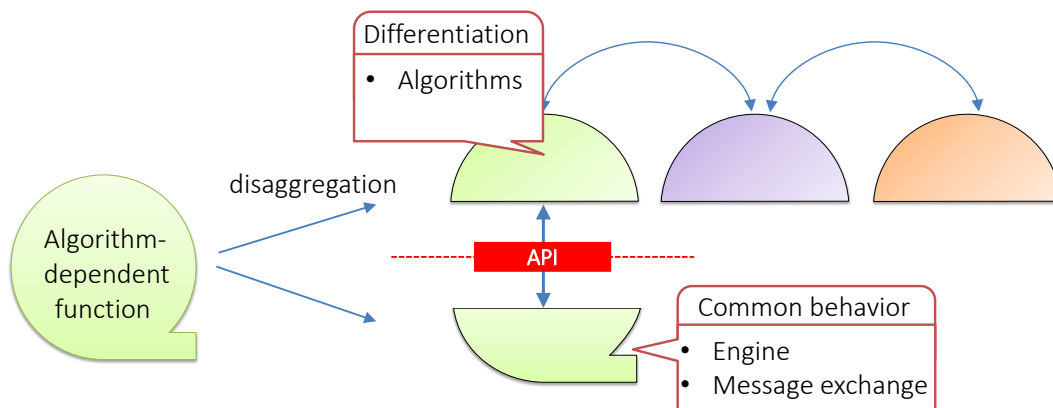 Differentiation
• Algorithms
disaggregation
Algorithm-
dependent
function
API
Common behavior
• Engine
• Message exchange